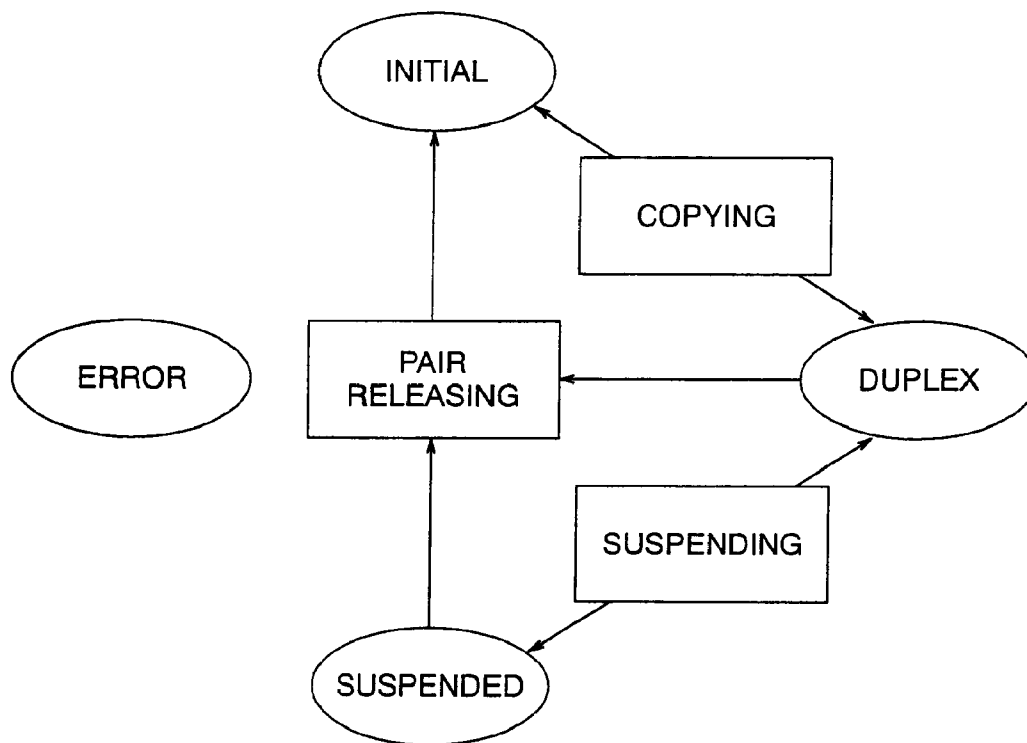 INITIAL
COPYING
ERROR
PAIR
RELEASING
DUPLEX
SUSPENDING
SUSPENDED